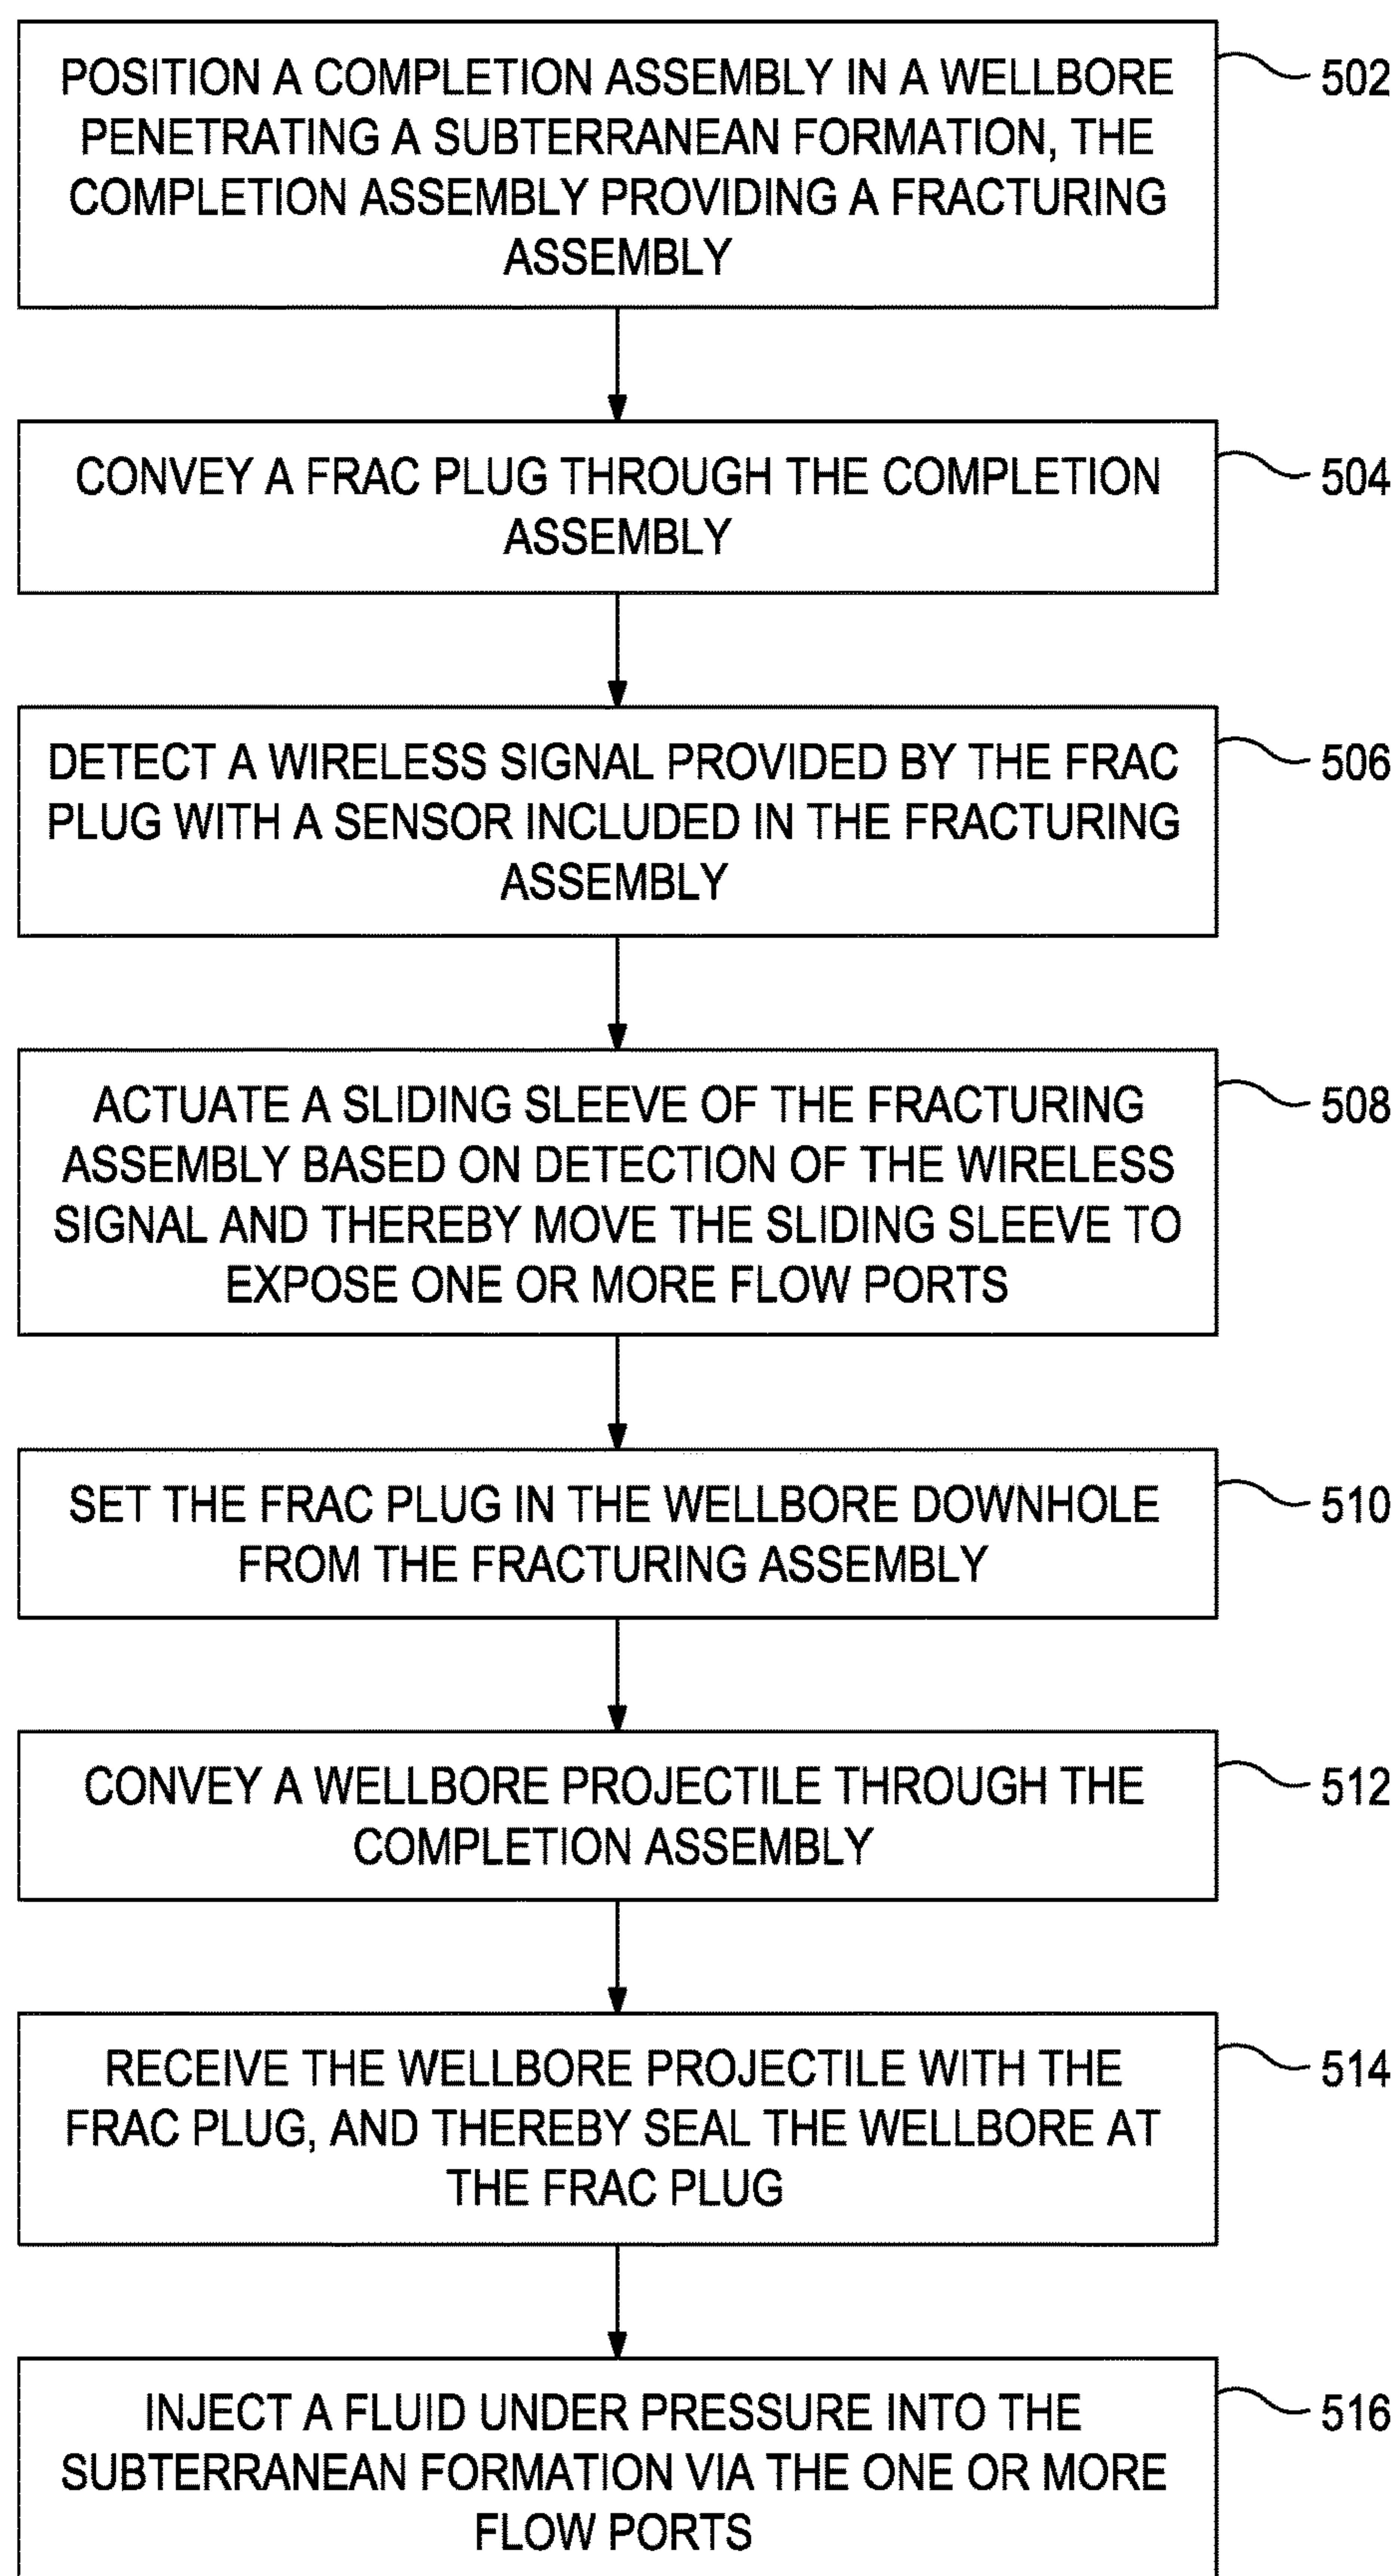 POSITION A COMPLETION ASSEMBLY IN A WELLBORE
PENETRATING A SUBTERRANEAN FORMATION, THE
COMPLETION ASSEMBLY PROVIDING A FRACTURING
ASSEMBLY
502
CONVEY A FRAC PLUG THROUGH THE COMPLETION
ASSEMBLY
504
DETECT A WIRELESS SIGNAL PROVIDED BY THE FRAC
PLUG WITH A SENSOR INCLUDED IN THE FRACTURING
ASSEMBLY
506
ACTUATE A SLIDING SLEEVE OF THE FRACTURING
ASSEMBLY BASED ON DETECTION OF THE WIRELESS
SIGNAL AND THEREBY MOVE THE SLIDING SLEEVE TO
EXPOSE ONE OR MORE FLOW PORTS
508
SET THE FRAC PLUG IN THE WELLBORE DOWNHOLE
FROM THE FRACTURING ASSEMBLY
510
CONVEY A WELLBORE PROJECTILE THROUGH THE
COMPLETION ASSEMBLY
512
RECEIVE THE WELLBORE PROJECTILE WITH THE
FRAC PLUG, AND THEREBY SEAL THE WELLBORE AT
THE FRAC PLUG
514
INJECT A FLUID UNDER PRESSURE INTO THE
SUBTERRANEAN FORMATION VIA THE ONE OR MORE
FLOW PORTS
516